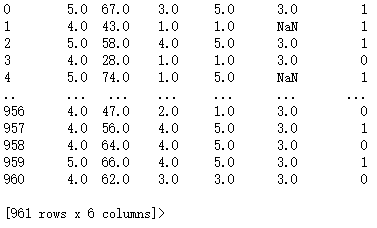 0 5.0 67.0 3.0 5.0 3.0 1
1 4.0 43.0 1.0 1.0 NaN 1
2 5.0 58.0 4.0 5.0 3.0 1
3 4.0 28.0 1.0 1.0 3.0 0
4 5.0 74.0 1.0 5.0 NaN 1
.. ... ... ... ... ... ...
956 4.0 47.0 2.0 1.0 3.0 0
957 4.0 56.0 4.0 5.0 3.0 1
958 4.0 64.0 4.0 5.0 3.0 0
959 5.0 66.0 4.0 5.0 3.0 1
960 4.0 62.0 3.0 3.0 3.0 0
[961 rows x 6 columns]>